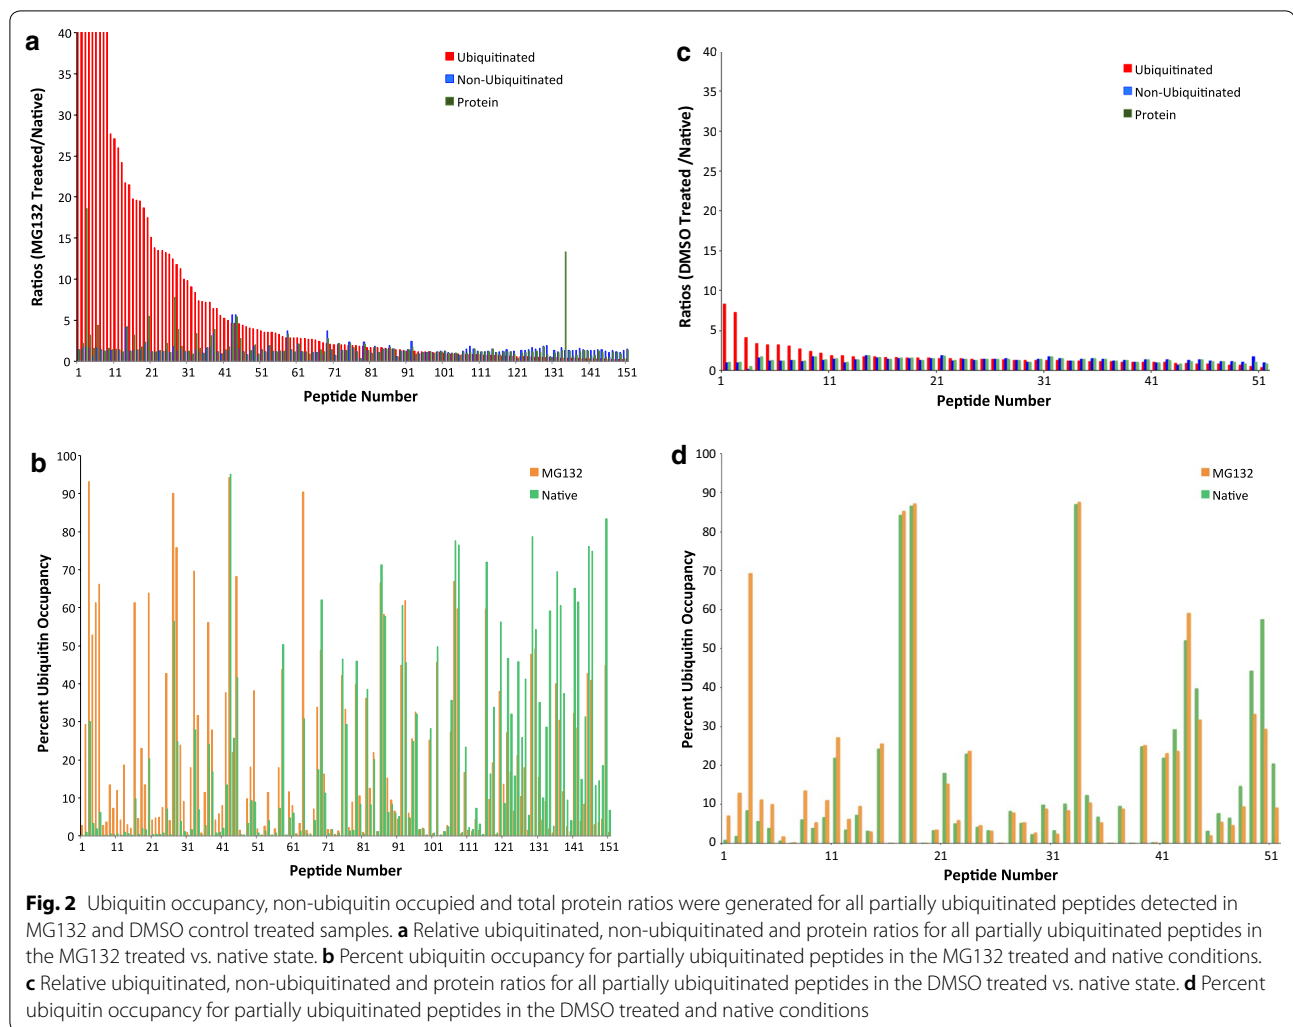 a
40
35
30
25
20
15
10
5
0
Ratios (MG132 Treated/Native)
Ubiquitinated
Non-Ubiquitinated
Protein
1 11 21 31 41 51 61 71 81 91 101 111 121 131 141 151
Peptide Number
c
40
35
30
25
20
15
10
5
0
Ratios (DMSO Treated /Native)
Ubiquitinated
Non-Ubiquitinated
Protein
1 11 21 31 41 51
Peptide Number
b
100
90
80
70
60
50
40
30
20
10
0
Percent Ubiquitin Occupancy
MG132
Native
1 11 21 31 41 51 61 71 81 91 101 111 121 131 141 151
Peptide Number
d
100
90
80
70
60
50
40
30
20
10
0
Percent Ubiquitin Occupancy
MG132
Native
1 11 21 31 41 51
Peptide Number
Fig. 2 Ubiquitin occupancy, non-ubiquitin occupied and total protein ratios were generated for all partially ubiquitinated peptides detected in
MG132 and DMSO control treated samples. a Relative ubiquitinated, non-ubiquitinated and protein ratios for all partially ubiquitinated peptides in
the MG132 treated vs. native state. b Percent ubiquitin occupancy for partially ubiquitinated peptides in the MG132 treated and native conditions.
c Relative ubiquitinated, non-ubiquitinated and protein ratios for all partially ubiquitinated peptides in the DMSO treated vs. native state. d Percent
ubiquitin occupancy for partially ubiquitinated peptides in the DMSO treated and native conditions